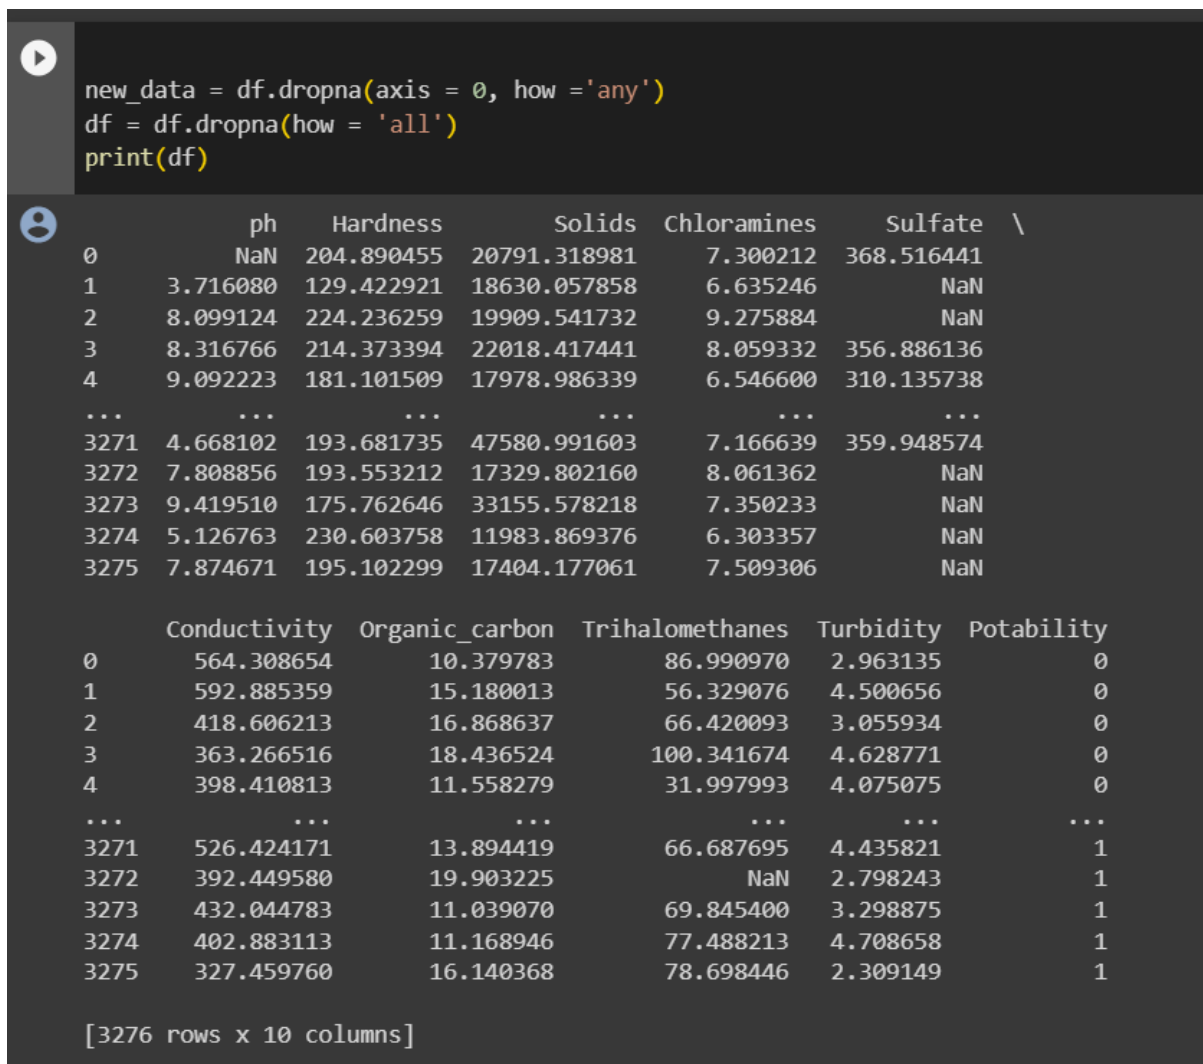 new_data = df.dropna(axis = 0, how ='any')
df = df.dropna(how = 'all')
print(df)
            ph    Hardness        Solids  Chloramines     Sulfate  \
0          NaN  204.890455  20791.318981     7.300212  368.516441
1     3.716080  129.422921  18630.057858     6.635246         NaN
2     8.099124  224.236259  19909.541732     9.275884         NaN
3     8.316766  214.373394  22018.417441     8.059332  356.886136
4     9.092223  181.101509  17978.986339     6.546600  310.135738
...        ...         ...           ...          ...         ...
3271  4.668102  193.681735  47580.991603     7.166639  359.948574
3272  7.808856  193.553212  17329.802160     8.061362         NaN
3273  9.419510  175.762646  33155.578218     7.350233         NaN
3274  5.126763  230.603758  11983.869376     6.303357         NaN
3275  7.874671  195.102299  17404.177061     7.509306         NaN
      Conductivity  Organic_carbon  Trihalomethanes  Turbidity  Potability
0       564.308654       10.379783        86.990970   2.963135           0
1       592.885359       15.180013        56.329076   4.500656           0
2       418.606213       16.868637        66.420093   3.055934           0
3       363.266516       18.436524       100.341674   4.628771           0
4       398.410813       11.558279        31.997993   4.075075           0
...            ...             ...              ...        ...         ...
3271    526.424171       13.894419        66.687695   4.435821           1
3272    392.449580       19.903225              NaN   2.798243           1
3273    432.044783       11.039070        69.845400   3.298875           1
3274    402.883113       11.168946        77.488213   4.708658           1
3275    327.459760       16.140368        78.698446   2.309149           1
[3276 rows x 10 columns]